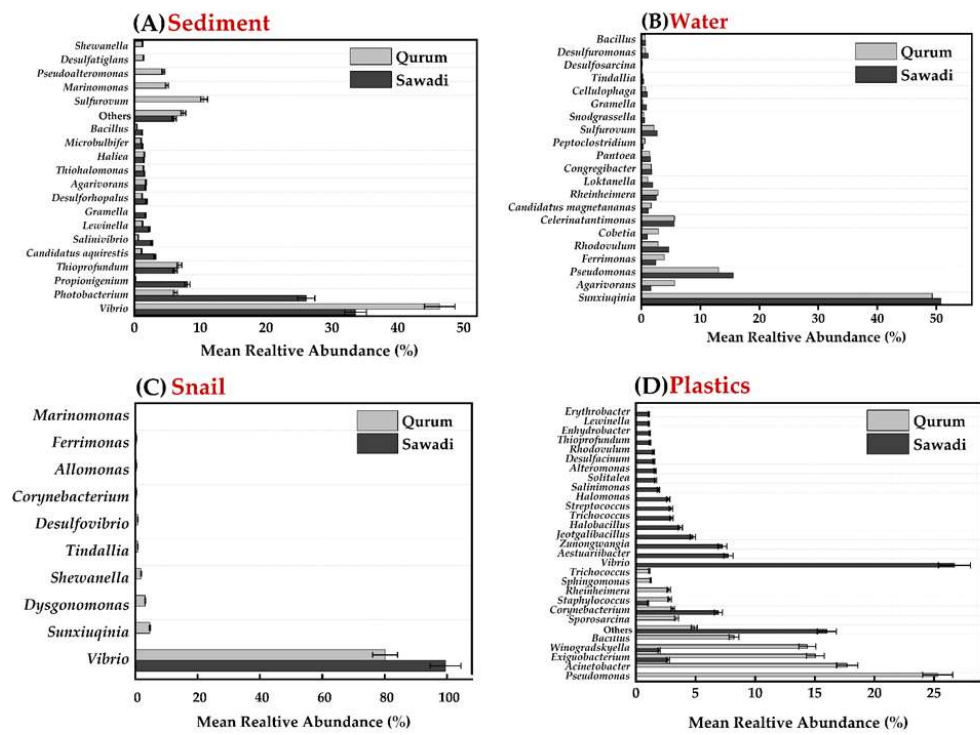 (A) Sediment
Shewanella
Desulfatiglans
Pseudoalteromonas
Marinomonas
Sulfurovum
Others
Bacillus
Microbulbifer
Haliea
Thiohalomonas
Agarivorans
Desulforhopalus
Gramella
Lewinella
Salinivibrio
Candidatus aquirestis
Thioprofundum
Propionigenium
Photobacterium
Vibrio
Qurum
Sawadi
0 10 20 30 40 50
Mean Realtive Abundance (%)
(B)Water
Bacillus
Desulfuromonas
Desulfosarcina
Tindallia
Cellulophaga
Gramella
Snodgrassella
Sulfurovum
Peptoclostridium
Pantoea
Congregibacter
Loktanella
Rheinheimera
Candidatus magnetananas
Celerinatantimonas
Cobetia
Rhodovulum
Ferrimonas
Pseudomonas
Agarivorans
Sunxiuqinia
Qurum
Sawadi
0 10 20 30 40 50
Mean Realtive Abundance (%)
(C) Snail
Marinomonas
Ferrimonas
Allomonas
Corynebacterium
Desulfovibrio
Tindallia
Shewanella
Dysgonomonas
Sunxiuqinia
Vibrio
Qurum
Sawadi
0 20 40 60 80 100
Mean Realtive Abundance (%)
(D)Plastics
Erythrobacter
Lewinella
Enhydrobacter
Thioprofundum
Rhodovulum
Desulfacinum
Alteromonas
Solitalea
Salinimonas
Halomonas
Streptococcus
Trichococcus
Halobacillus
Jeotgalibacillus
Zunongwangia
Aestuariibacter
Vibrio
Trichococcus
Sphingomonas
Rheinheimera
Staphylococcus
Corynebacterium
Sporosarcina
Others
Bacillus
Winogradskyella
Exiguobacterium
Acinetobacter
Pseudomonas
Qurum
Sawadi
0 5 10 15 20 25
Mean Realtive Abundance (%)